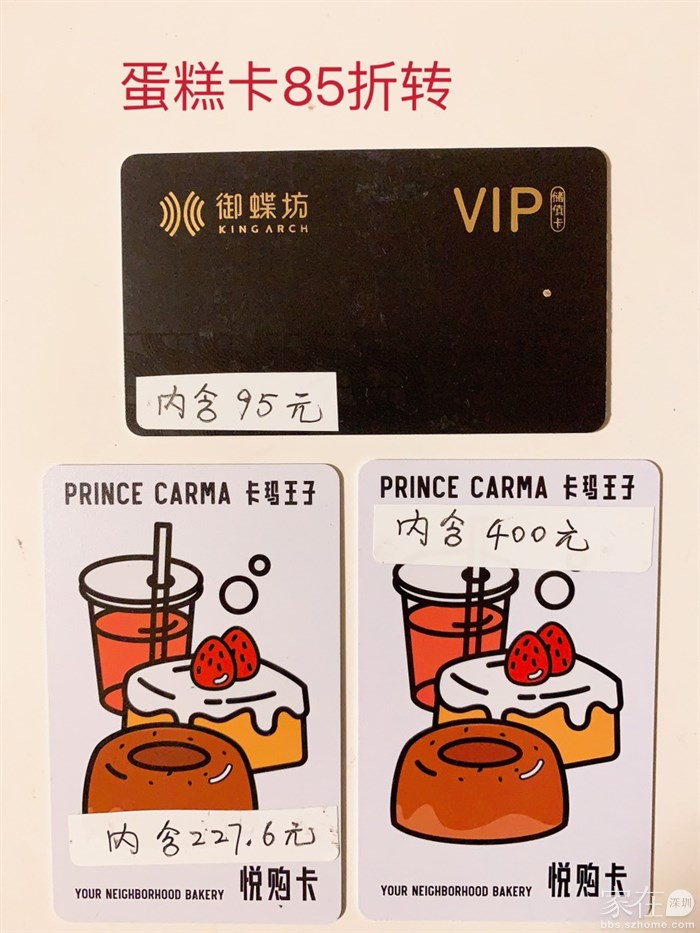 蛋糕卡85折转
御蝶坊
KING ARCH
VIP
储值卡
内含95元
PRINCE CARMA 卡玛王子
内含227.6元
YOUR NEIGHBORHOOD BAKERY 悦购卡
PRINCE CARMA 卡玛王子
内含400元
YOUR NEIGHBORHOOD BAKERY 悦购卡
家在深圳
bbs.szhome.com